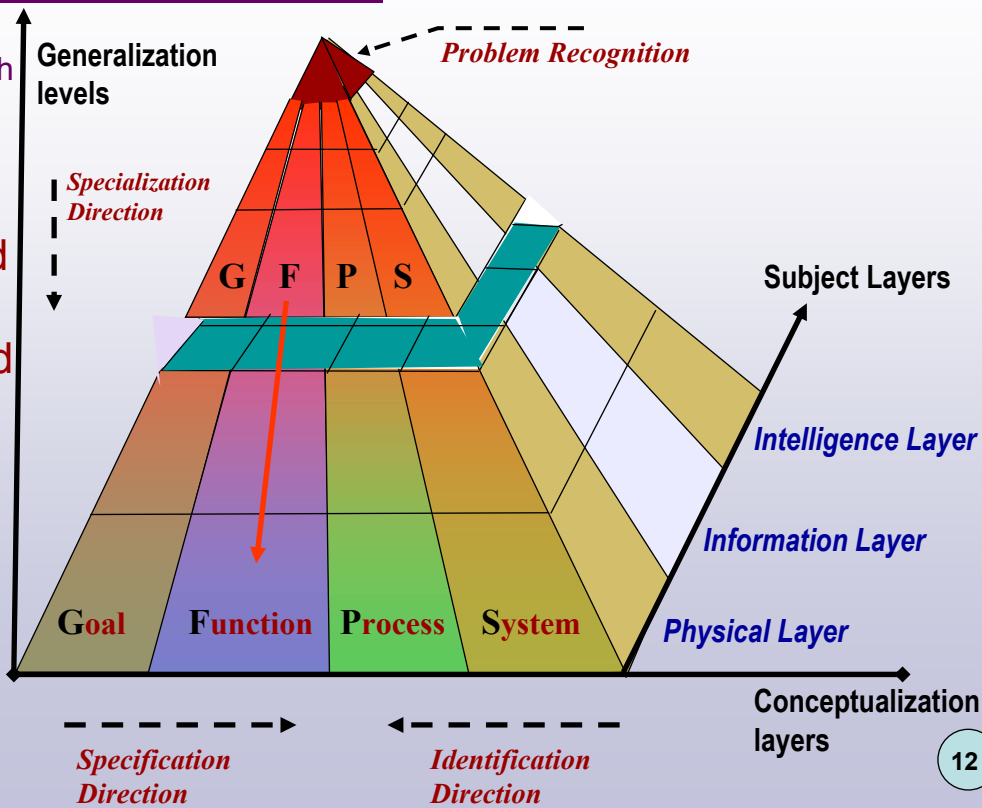 Generalization
levels
h
Problem Recognition
Specialization
Direction
d
d
G F P S
Subject Layers
Intelligence Layer
Information Layer
Physical Layer
Goal Function Process System
Conceptualization
layers
Specification
Direction
Identification
Direction
12